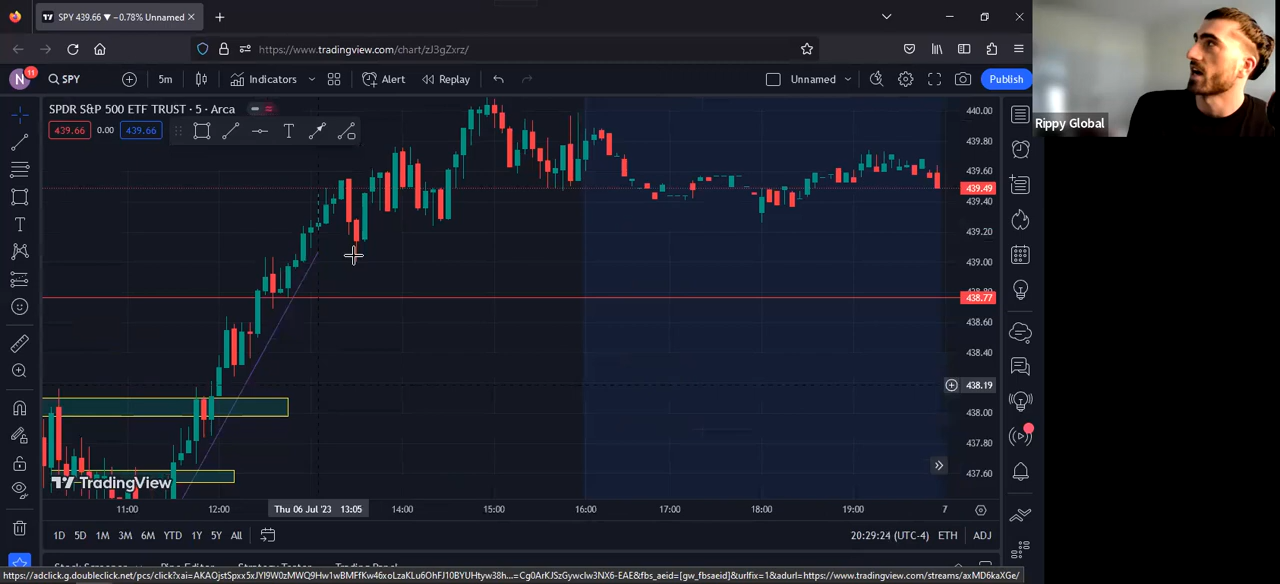 SPY 439.66 ▼ −0.78% Unnamed
https://www.tradingview.com/chart/zJ3gZxrz/
N 11 SPY 5m Indicators Alert Replay Unnamed Publish
Rippy Global
SPDR S&P 500 ETF TRUST · 5 · Arca
439.66 0.00 439.66
440.00
439.80
439.60
439.49
439.40
439.20
439.00
438.77
438.60
438.40
438.19
438.00
437.80
437.60
TradingView
11:00 12:00 Thu 06 Jul '23 13:05 14:00 15:00 16:00 17:00 18:00 19:00 7
1D 5D 1M 3M 6M YTD 1Y 5Y All 20:29:24 (UTC-4) ETH ADJ